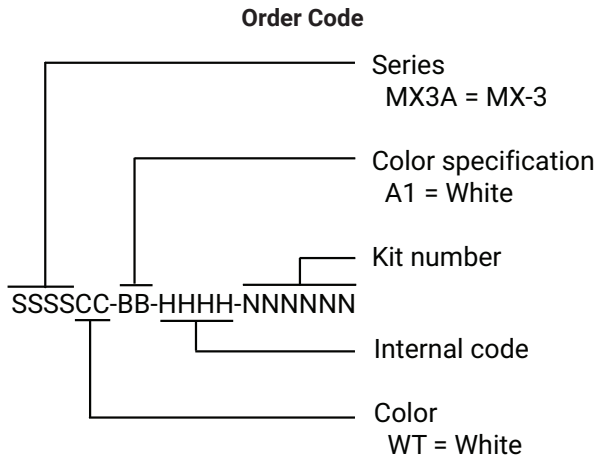 Order Code
Series
MX3A = MX-3
Color specification
A1 = White
Kit number
SSSSCC-BB-HHHH-NNNNNN
Internal code
Color
WT = White